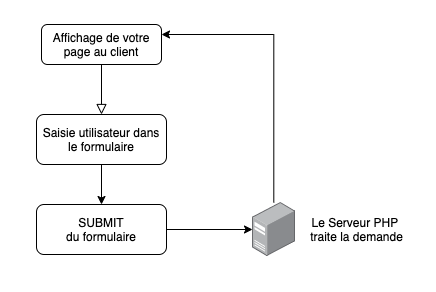 Affichage de votre
page au client
Saisie utilisateur dans
le formulaire
SUBMIT
du formulaire
Le Serveur PHP
traite la demande